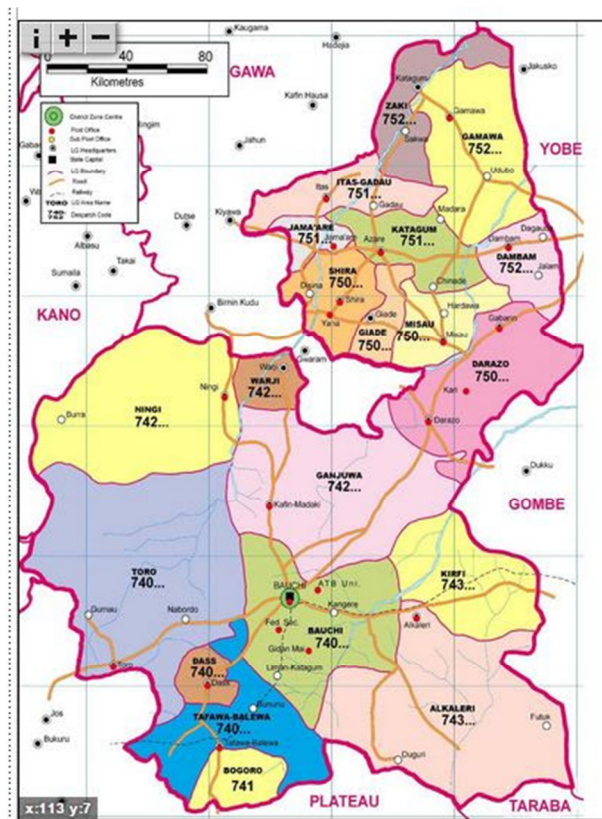 i + −
Kaugama
Hadejia
0 40 80
Kilometres
GAWA
Jakusko
Katagum
ZAKI
752...
Kafin Hausa
Gamawa
GAMAWA
752...
Sakwa
District Zone Centre
Post Office
Sub Post Office
LG Headquarters
State Capital
LG Boundary
Road
Railway
TORO LG Area Name
Despatch Code
Jahun
YOBE
Udubo
ITAS-GADAU
751...
Itas
Gadau
Madara
Kiyawa
Dutse
JAMA'ARE
751...
Jama'are
KATAGUM
751...
Azare
Dagauda
Dambam
DAMBAM
752...
Jalam
Albasu
Takai
Sumaila
SHIRA
750...
Disina
Shira
Yana
Chinade
Birnin Kudu
KANO
Giade
GIADE
750...
Hardawa
MISAU
750...
Misau
Gabarin
Gwaram
DARAZO
750...
Warji
WARJI
742...
Ningi
Kari
NINGI
742...
Burra
Darazo
GANJUWA
742...
Dukku
GOMBE
Kafin-Madaki
TORO
740...
KIRFI
743...
BAUCHI
ATB Uni.
Gumau
Nabordo
Kangere
Fed. Sec.
BAUCHI
740...
Alkaleri
Gidan Mai
Toro
DASS
740...
Dass
Liman-Katagum
Bununu
ALKALERI
743...
TAFAWA-BALEWA
740...
Futuk
Jos
Bukuru
Tafawa-Balewa
Duguri
BOGORO
741
PLATEAU
TARABA
x:113 y:7